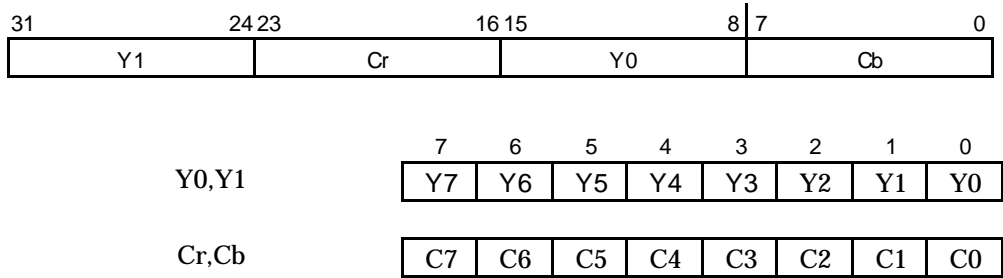 31 24 23 16 15 8 7 0
Y1 Cr Y0 Cb
7 6 5 4 3 2 1 0
Y0,Y1 Y7 Y6 Y5 Y4 Y3 Y2 Y1 Y0
Cr,Cb C7 C6 C5 C4 C3 C2 C1 C0